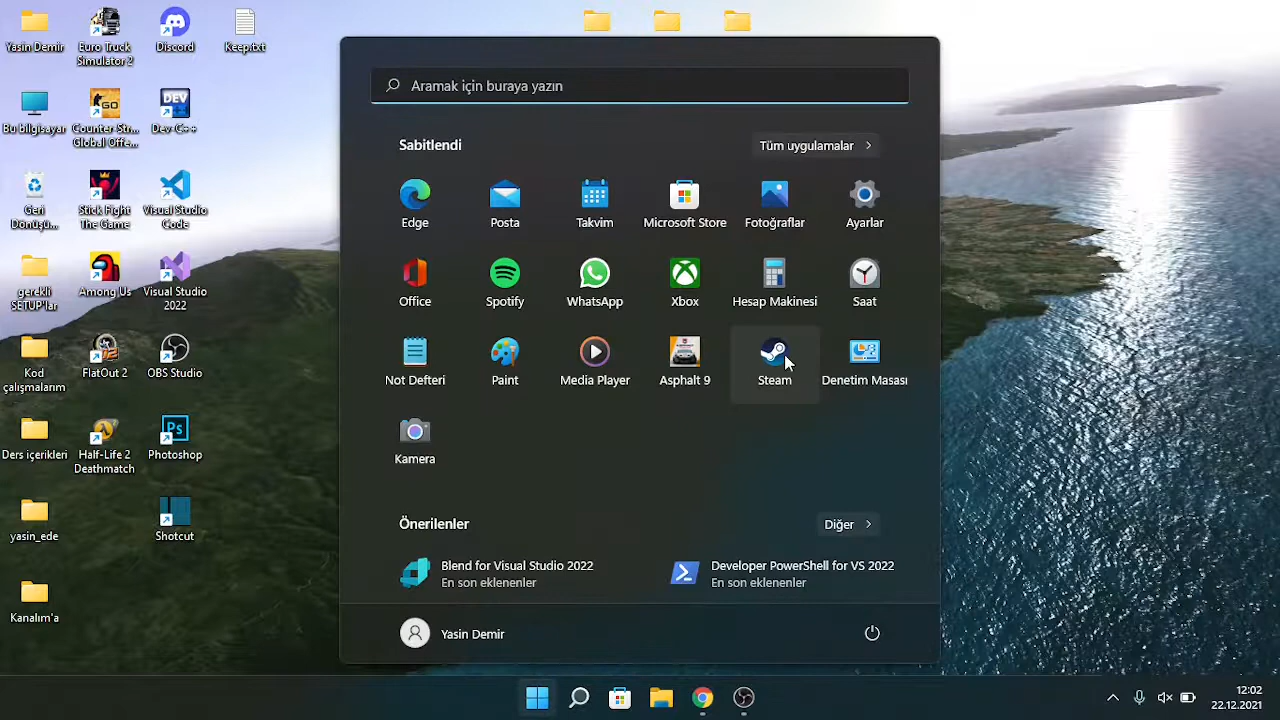 Yasin Demir
Euro Truck
Simulator 2
Discord
Keep.txt
Bu bilgisayar
Counter Str...
Global Offe...
Dev C++
Geri
Dönüşü...
Stick Fight
The Game
Visual Studio
Code
gerekli
SETUP'lar
Among Us
Visual Studio
2022
Kod
çalışmalarım
FlatOut 2
OBS Studio
Ders içerikleri
Half-Life 2
Deathmatch
Photoshop
yasin_ede
Shotcut
Kanalım'a
Aramak için buraya yazın
Sabitlendi
Tüm uygulamalar
Edge
Posta
Takvim
Microsoft Store
Fotoğraflar
Ayarlar
Office
Spotify
WhatsApp
Xbox
Hesap Makinesi
Saat
Not Defteri
Paint
Media Player
Asphalt 9
Steam
Denetim Masası
Kamera
Önerilenler
Diğer
Blend for Visual Studio 2022
En son eklenenler
Developer PowerShell for VS 2022
En son eklenenler
Yasin Demir
12:02
22.12.2021